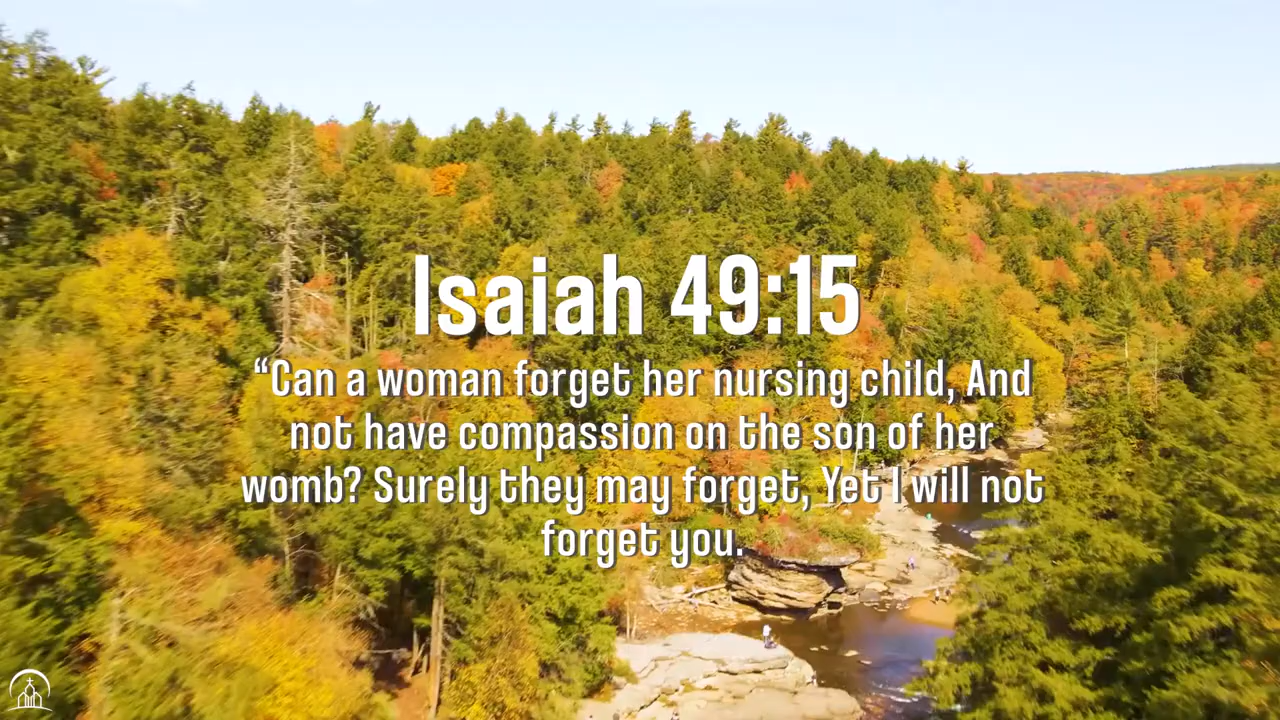 Isaiah 49:15
“Can a woman forget her nursing child, And
not have compassion on the son of her
womb? Surely they may forget, Yet I will not
forget you.